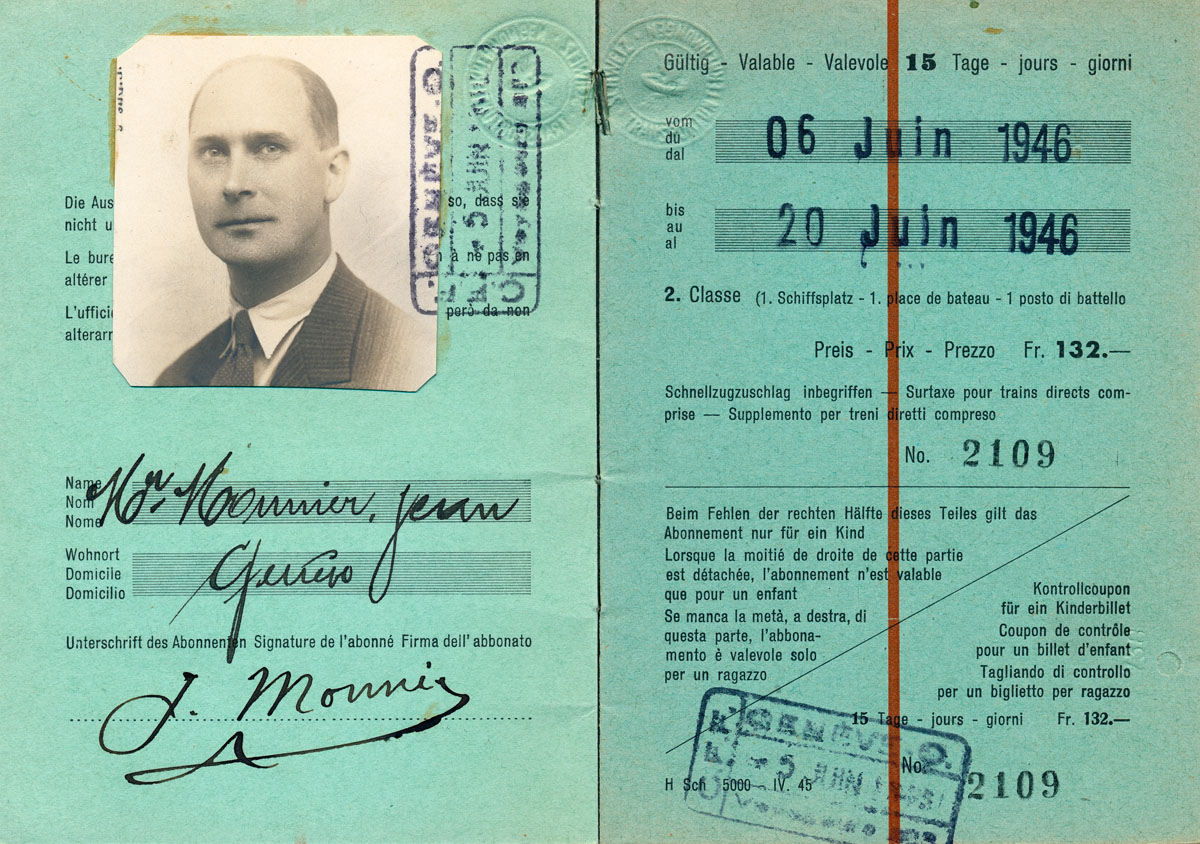 Die Aus
nicht u
so, dass sie
Le bure
altérer
n à ne pas en
L'uffici
alterarr
però da non
Name
Nom
Nome
Mr. Monnier, Jean
Wohnort
Domicile
Domicilio
Genève
Unterschrift des Abonnenten Signature de l'abonné Firma dell'abbonato
J. Monnier
Gültig - Valable - Valevole 15 Tage - jours - giorni
vom
du
dal
06 Juin 1946
bis
au
al
20 Juin 1946
2. Classe (1. Schiffsplatz - 1. place de bateau - 1 posto di battello
Preis - Prix - Prezzo Fr. 132.—
Schnellzugzuschlag inbegriffen — Surtaxe pour trains directs com-
prise — Supplemento per treni diretti compreso
No. 2109
Beim Fehlen der rechten Hälfte dieses Teiles gilt das
Abonnement nur für ein Kind
Lorsque la moitié de droite de cette partie
est détachée, l'abonnement n'est valable
que pour un enfant
Se manca la metà, a destra, di
questa parte, l'abbona-
mento è valevole solo
per un ragazzo
Kontrollcoupon
für ein Kinderbillet
Coupon de contrôle
pour un billet d'enfant
Tagliando di controllo
per un biglietto per ragazzo
15 Tage - jours - giorni Fr. 132.—
C. F. F. GENÈVE C.
- 5 JUIN
No. 2109
H Sch 5000 - IV. 45